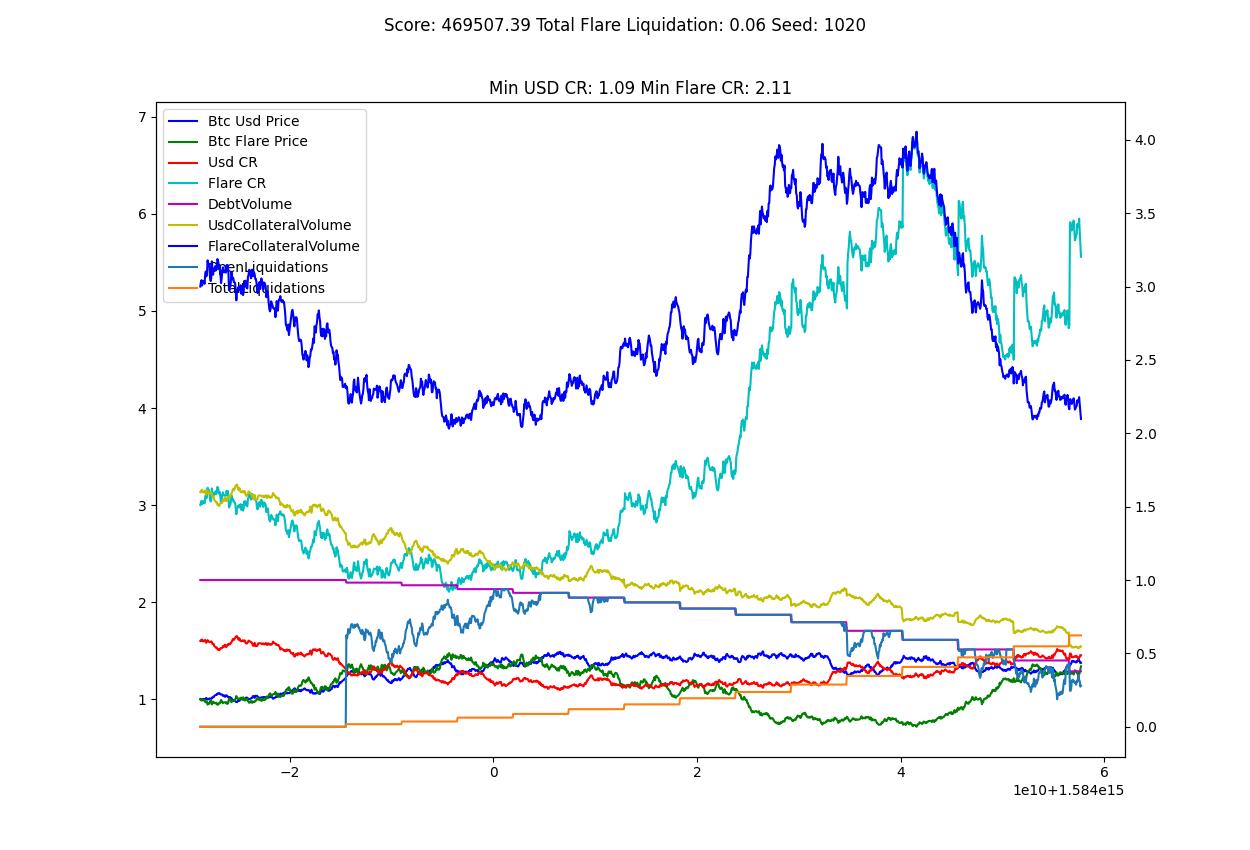 Score: 469507.39 Total Flare Liquidation: 0.06 Seed: 1020
Min USD CR: 1.09 Min Flare CR: 2.11
Btc Usd Price
Btc Flare Price
Usd CR
Flare CR
DebtVolume
UsdCollateralVolume
FlareCollateralVolume
OpenLiquidations
TotalLiquidations
7
6
5
4
3
2
1
4.0
3.5
3.0
2.5
2.0
1.5
1.0
0.5
0.0
−2
0
2
4
6
1e10+1.584e15